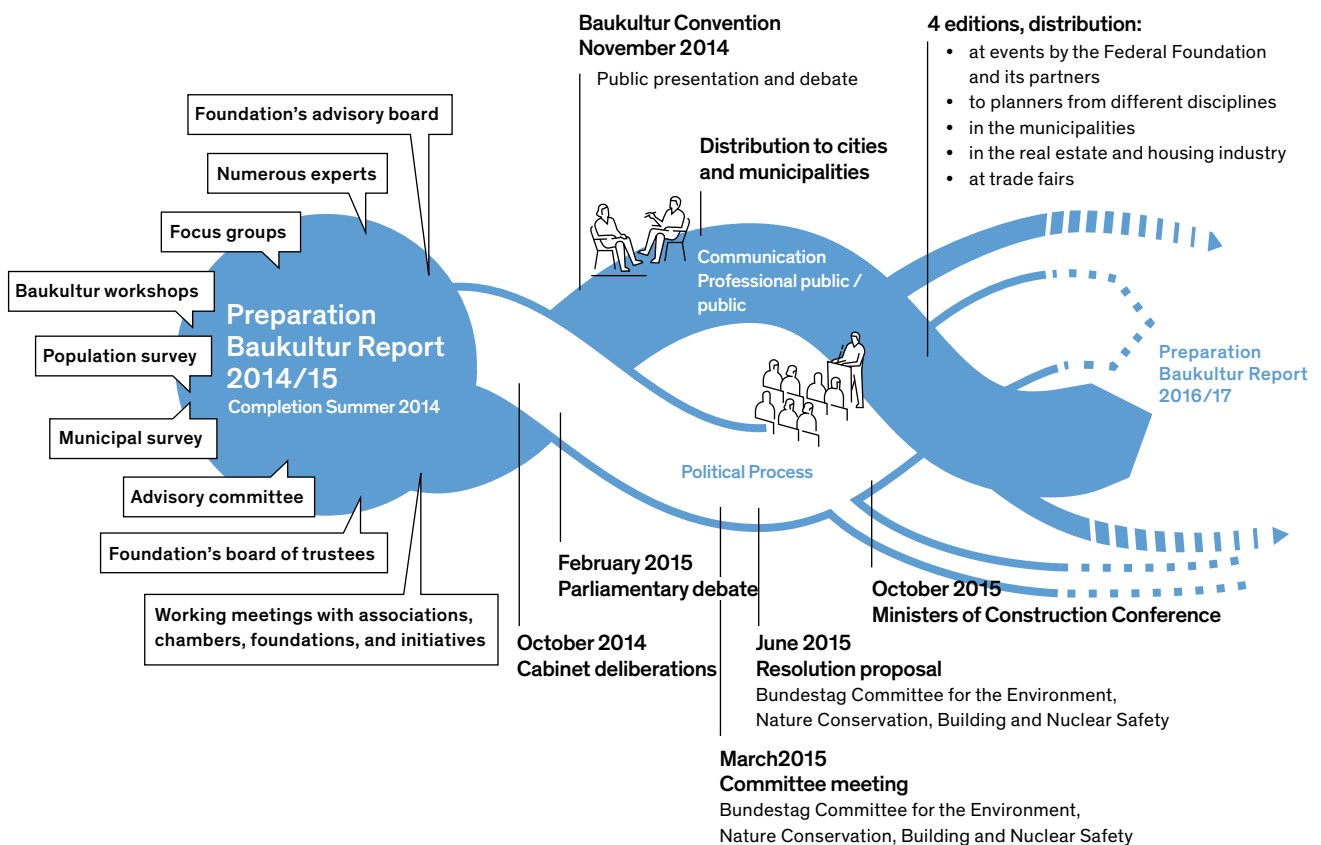 Baukultur Convention
November 2014
Public presentation and debate
4 editions, distribution:
• at events by the Federal Foundation
and its partners
• to planners from different disciplines
• in the municipalities
• in the real estate and housing industry
• at trade fairs
Distribution to cities
and municipalities
Foundation's advisory board
Numerous experts
Focus groups
Baukultur workshops
Population survey
Municipal survey
Advisory committee
Foundation's board of trustees
Working meetings with associations,
chambers, foundations, and initiatives
Preparation
Baukultur Report
2014/15
Completion Summer 2014
Communication
Professional public /
public
Political Process
Preparation
Baukultur Report
2016/17
October 2014
Cabinet deliberations
February 2015
Parliamentary debate
March2015
Committee meeting
Bundestag Committee for the Environment,
Nature Conservation, Building and Nuclear Safety
June 2015
Resolution proposal
Bundestag Committee for the Environment,
Nature Conservation, Building and Nuclear Safety
October 2015
Ministers of Construction Conference